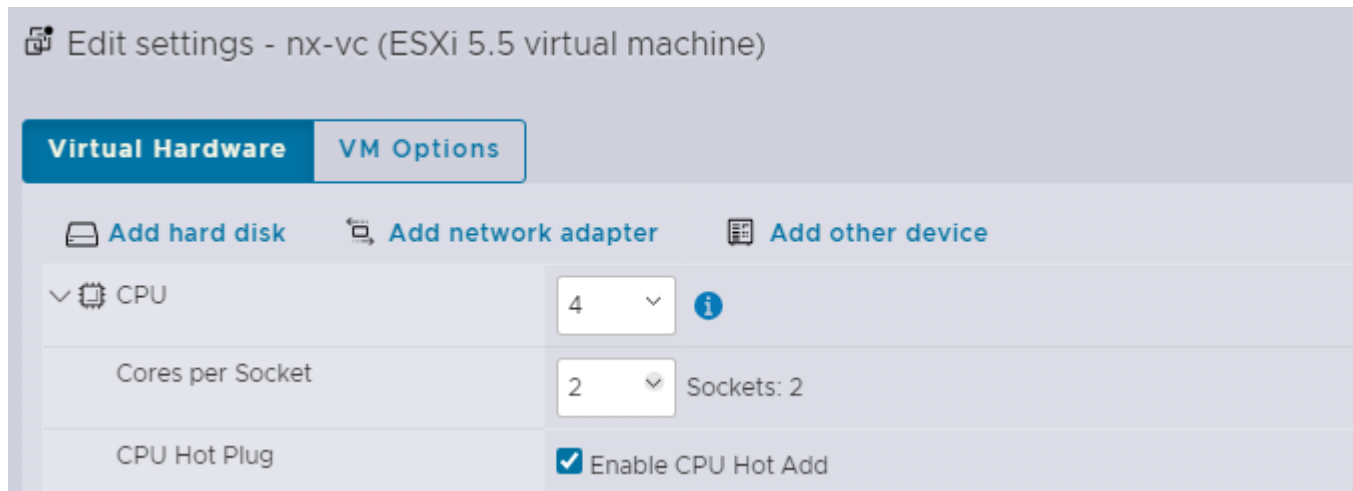 Edit settings - nx-vc (ESXi 5.5 virtual machine)
Virtual Hardware VM Options
Add hard disk Add network adapter Add other device
CPU 4
Cores per Socket 2 Sockets: 2
CPU Hot Plug Enable CPU Hot Add